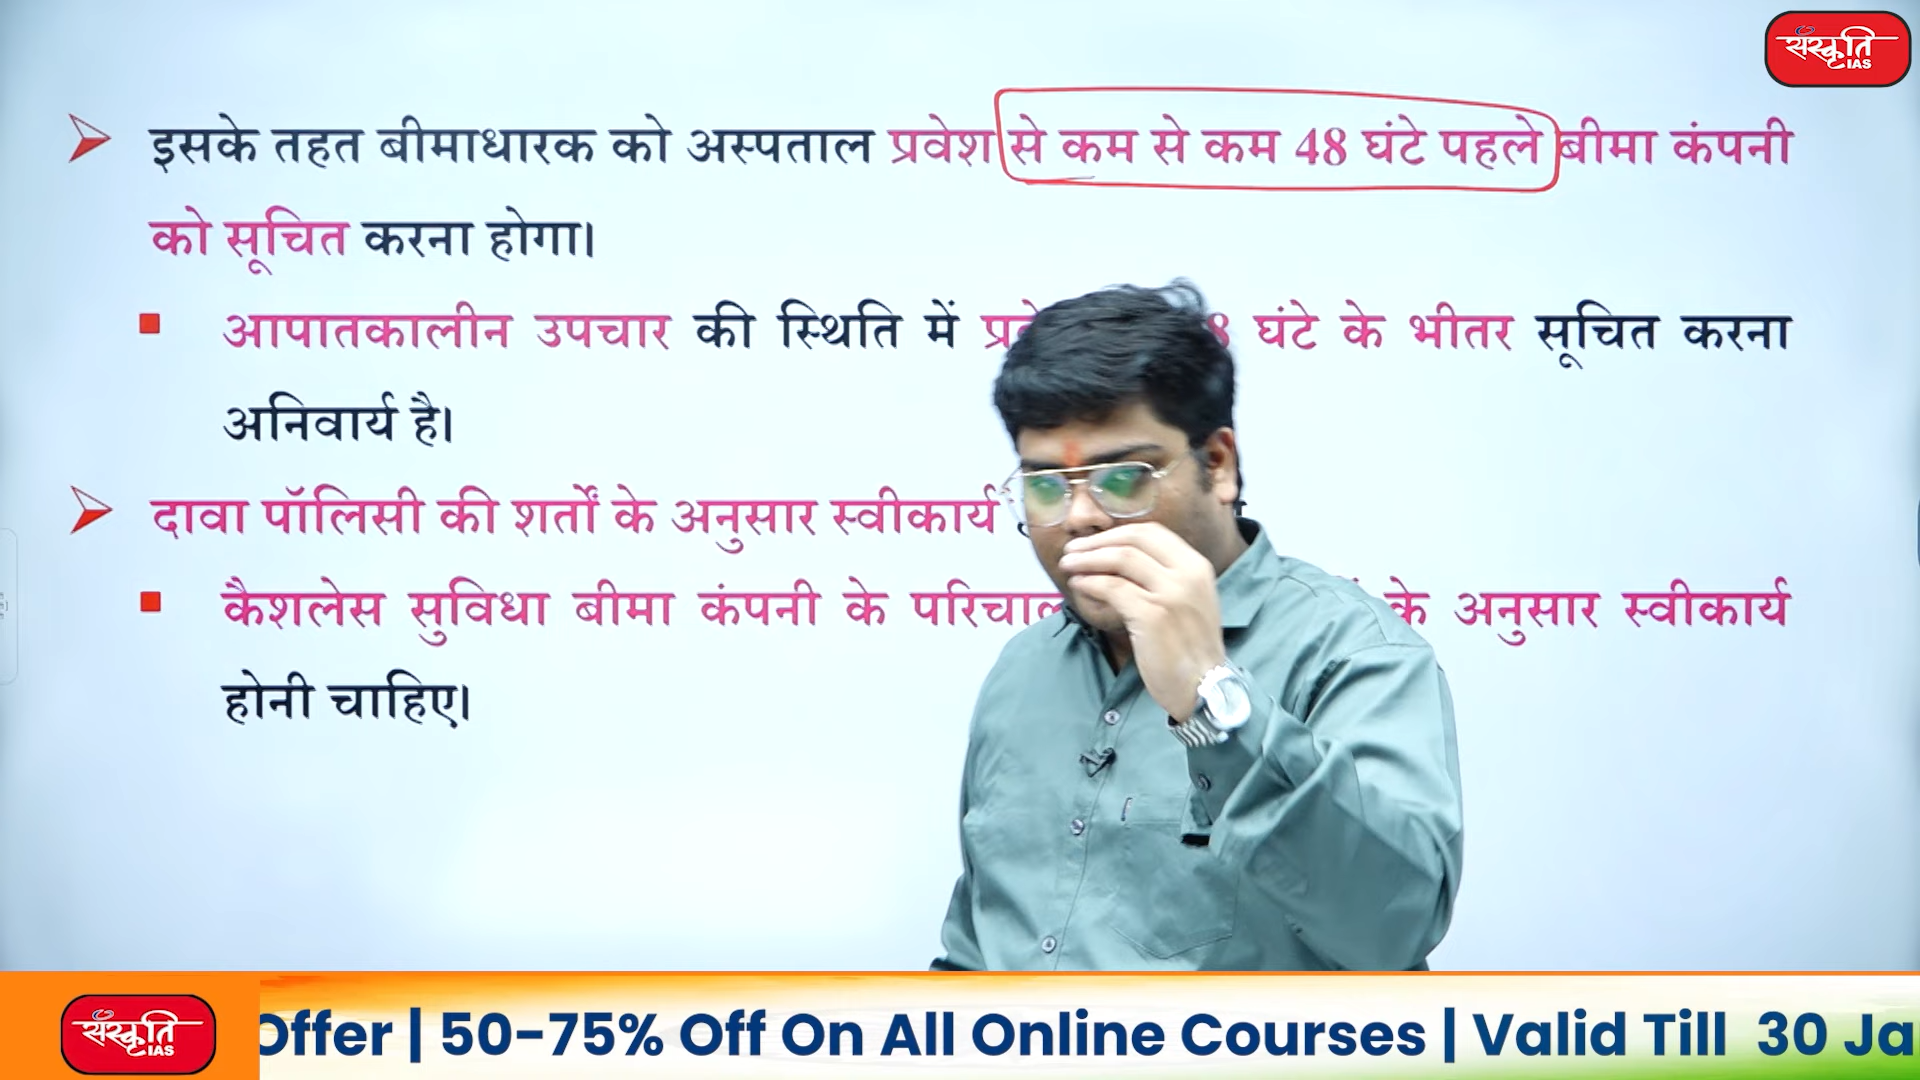 संस्कृति
IAS
इसके तहत बीमाधारक को अस्पताल प्रवेश से कम से कम 48 घंटे पहले बीमा कंपनी
को सूचित करना होगा।
आपातकालीन उपचार की स्थिति में घंटे के भीतर सूचित करना
अनिवार्य है।
दावा पॉलिसी की शर्तों के अनुसार स्वीकार्य
कैशलेस सुविधा बीमा कंपनी के के अनुसार स्वीकार्य
होनी चाहिए।
संस्कृति
IAS
Offer | 50-75% Off On All Online Courses | Valid Till 30 Ja